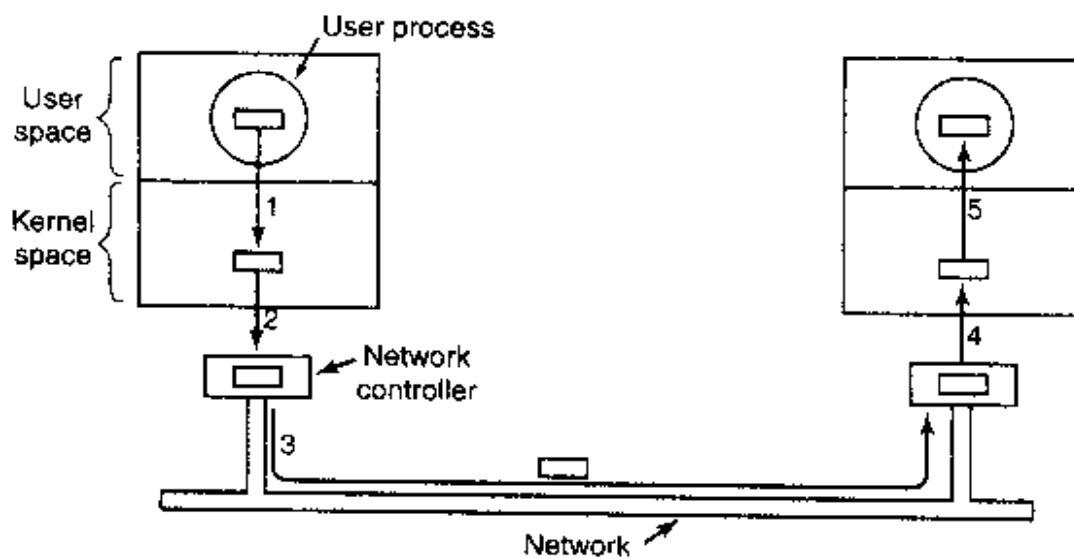 User process
User
space
Kernel
space
1
2
Network
controller
3
Network
5
4